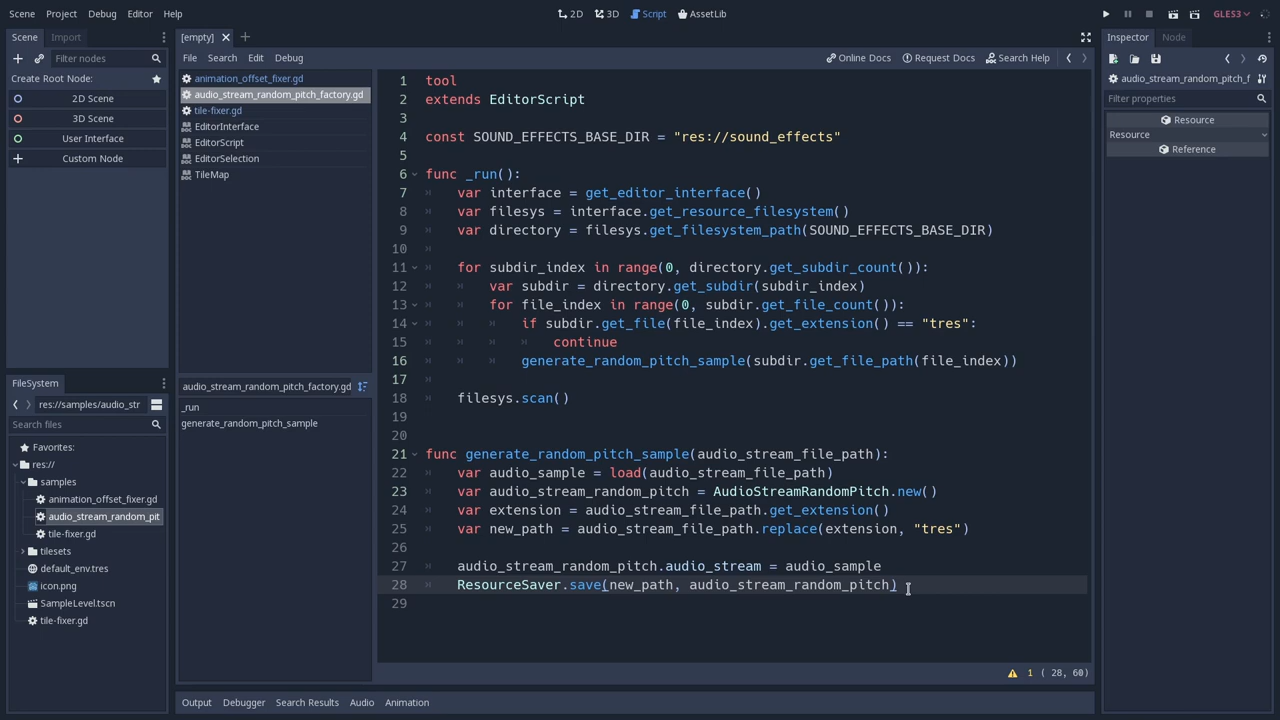 Scene Project Debug Editor Help
2D 3D Script AssetLib
GLES3
Scene Import
Filter nodes
Create Root Node:
2D Scene
3D Scene
User Interface
Custom Node
FileSystem
res://samples/audio_str
Search files
Favorites:
res://
samples
animation_offset_fixer.gd
audio_stream_random_pit
tile-fixer.gd
tilesets
default_env.tres
icon.png
SampleLevel.tscn
tile-fixer.gd
[empty]
File Search Edit Debug
Online Docs Request Docs Search Help
animation_offset_fixer.gd
audio_stream_random_pitch_factory.gd
tile-fixer.gd
EditorInterface
EditorScript
EditorSelection
TileMap
audio_stream_random_pitch_factory.gd
_run
generate_random_pitch_sample
1 tool
2 extends EditorScript
3
4 const SOUND_EFFECTS_BASE_DIR = "res://sound_effects"
5
6 func _run():
7 var interface = get_editor_interface()
8 var filesys = interface.get_resource_filesystem()
9 var directory = filesys.get_filesystem_path(SOUND_EFFECTS_BASE_DIR)
10
11 for subdir_index in range(0, directory.get_subdir_count()):
12 var subdir = directory.get_subdir(subdir_index)
13 for file_index in range(0, subdir.get_file_count()):
14 if subdir.get_file(file_index).get_extension() == "tres":
15 continue
16 generate_random_pitch_sample(subdir.get_file_path(file_index))
17
18 filesys.scan()
19
20
21 func generate_random_pitch_sample(audio_stream_file_path):
22 var audio_sample = load(audio_stream_file_path)
23 var audio_stream_random_pitch = AudioStreamRandomPitch.new()
24 var extension = audio_stream_file_path.get_extension()
25 var new_path = audio_stream_file_path.replace(extension, "tres")
26
27 audio_stream_random_pitch.audio_stream = audio_sample
28 ResourceSaver.save(new_path, audio_stream_random_pitch)
29
1 ( 28, 60)
Output Debugger Search Results Audio Animation
Inspector Node
audio_stream_random_pitch_f
Filter properties
Resource
Resource
Reference